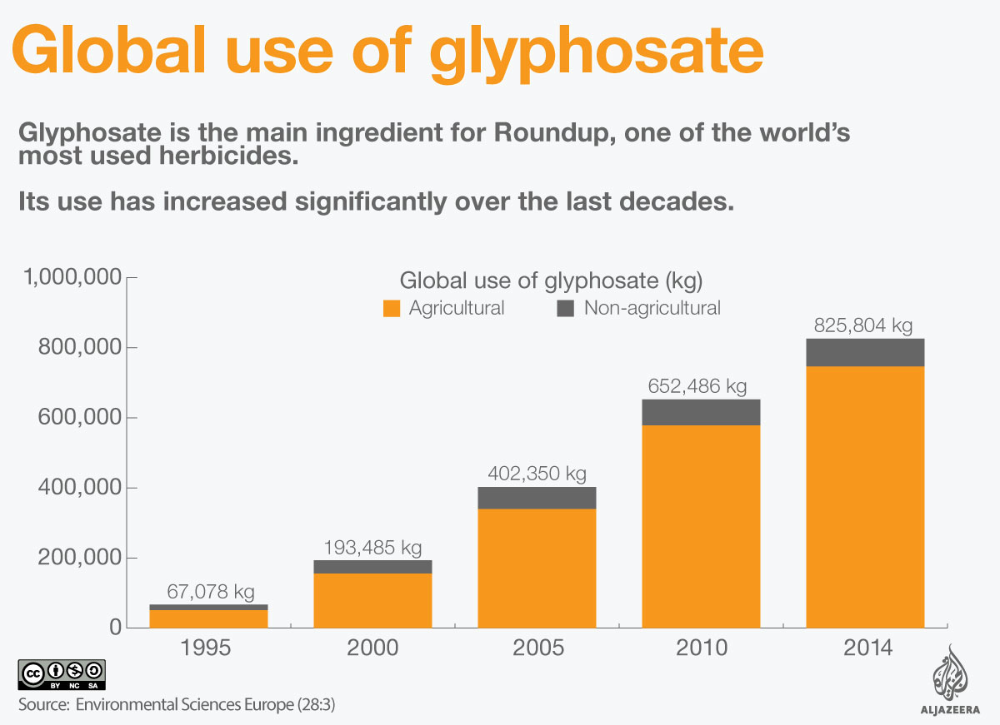 Global use of glyphosate
Glyphosate is the main ingredient for Roundup, one of the world's
most used herbicides.
Its use has increased significantly over the last decades.
Global use of glyphosate (kg)
Agricultural Non-agricultural
1,000,000
800,000
600,000
400,000
200,000
0
67,078 kg
193,485 kg
402,350 kg
652,486 kg
825,804 kg
1995 2000 2005 2010 2014
cc BY NC SA
Source: Environmental Sciences Europe (28:3)
الجزيرة
ALJAZEERA